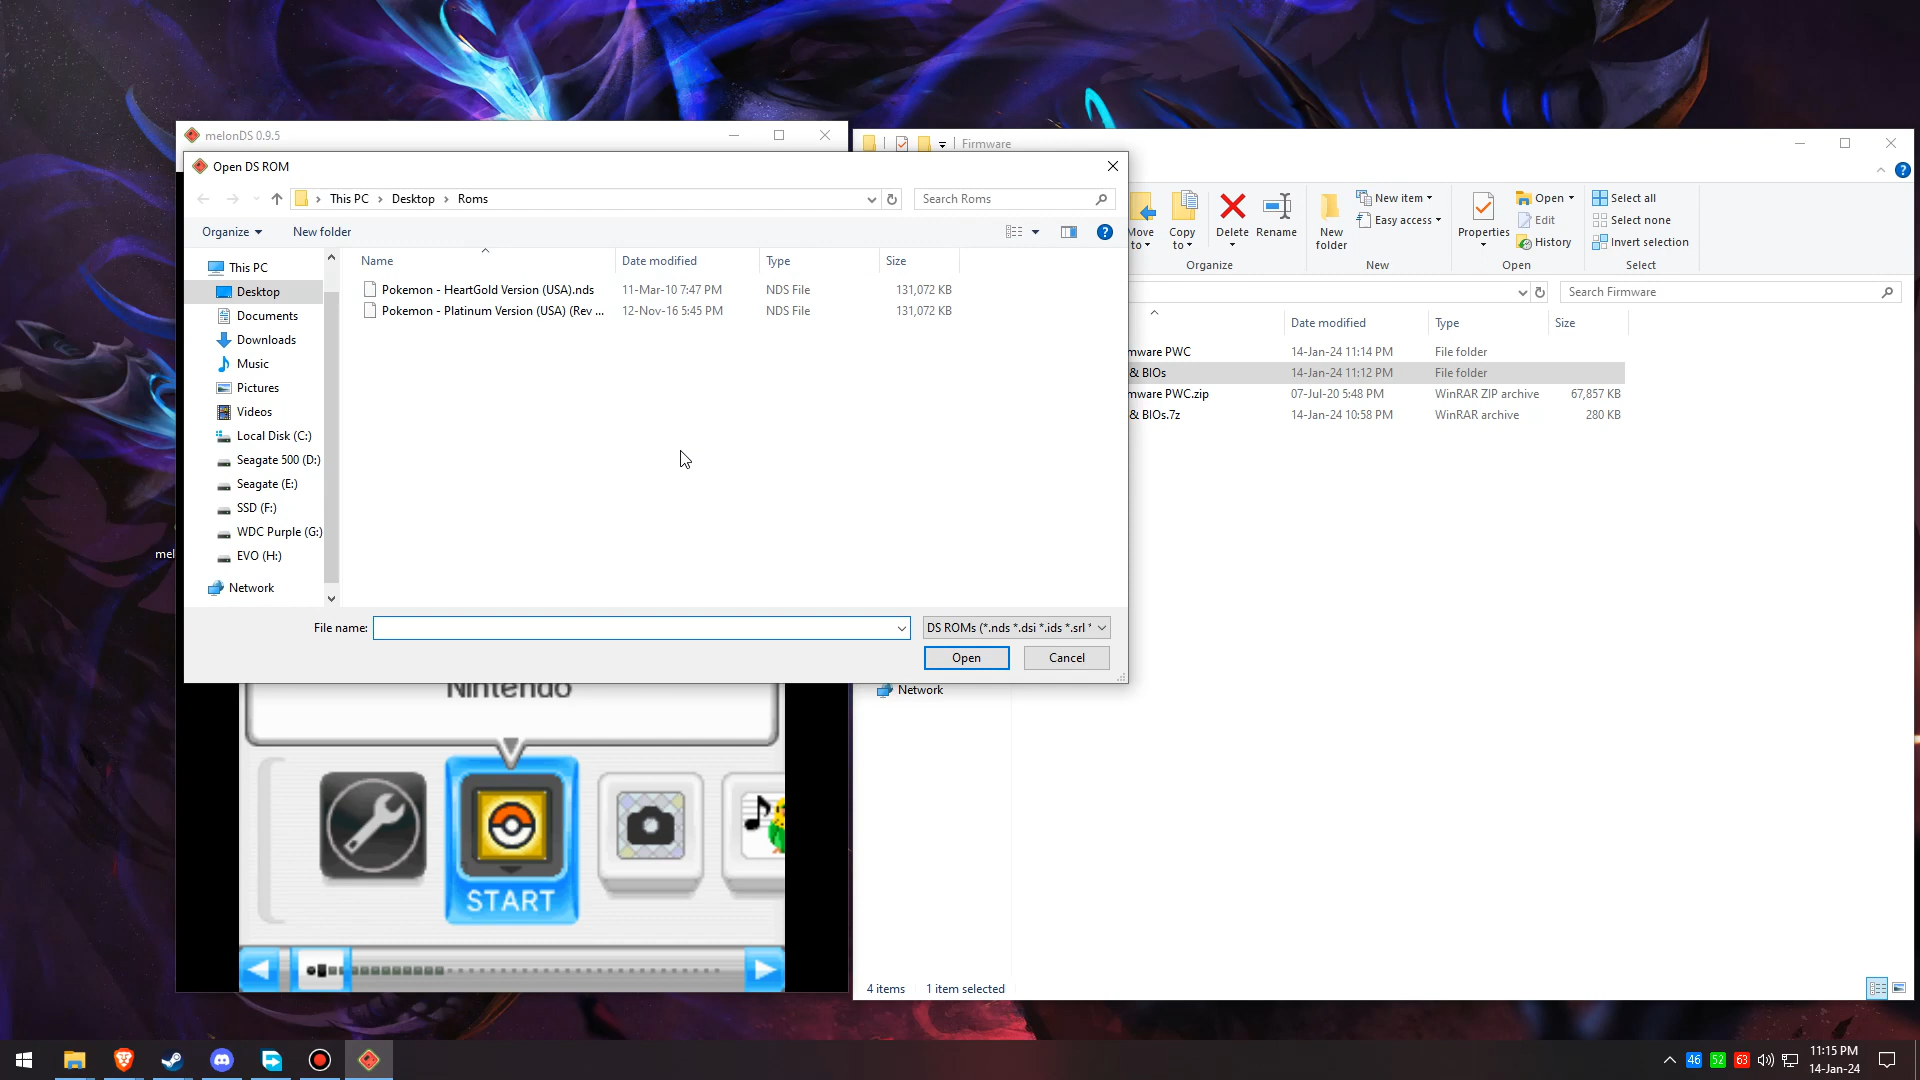 melonDS 0.9.5
Open DS ROM
This PC
Desktop
Roms
Search Roms
Organize
New folder
This PC
Desktop
Documents
Downloads
Music
Pictures
Videos
Local Disk (C:)
Seagate 500 (D:)
Seagate (E:)
SSD (F:)
WDC Purple (G:)
EVO (H:)
Network
Name Date modified Type Size
Pokemon - HeartGold Version (USA).nds 11-Mar-10 7:47 PM NDS File 131,072 KB
Pokemon - Platinum Version (USA) (Rev ... 12-Nov-16 5:45 PM NDS File 131,072 KB
File name:
DS ROMs (*.nds *.dsi *.ids *.srl *
Open
Cancel
mel
Nintendo
START
Firmware
Move to
Copy to
Delete
Rename
Organize
New folder
New item
Easy access
New
Properties
Open
Edit
History
Open
Select all
Select none
Invert selection
Select
Search Firmware
Date modified Type Size
mware PWC 14-Jan-24 11:14 PM File folder
& BIOs 14-Jan-24 11:12 PM File folder
mware PWC.zip 07-Jul-20 5:48 PM WinRAR ZIP archive 67,857 KB
& BIOs.7z 14-Jan-24 10:58 PM WinRAR archive 280 KB
Network
4 items
1 item selected
46
52
63
11:15 PM
14-Jan-24